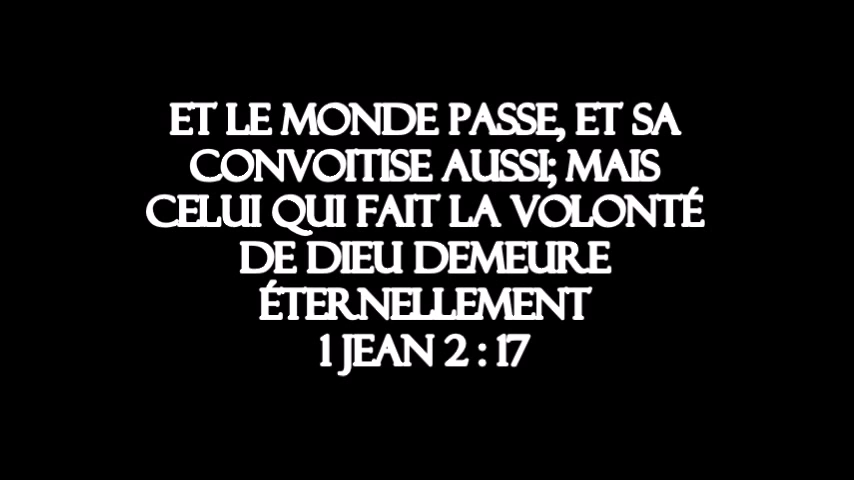 ET LE MONDE PASSE, ET SA
CONVOITISE AUSSI; MAIS
CELUI QUI FAIT LA VOLONTÉ
DE DIEU DEMEURE
ÉTERNELLEMENT
1 JEAN 2 : 17